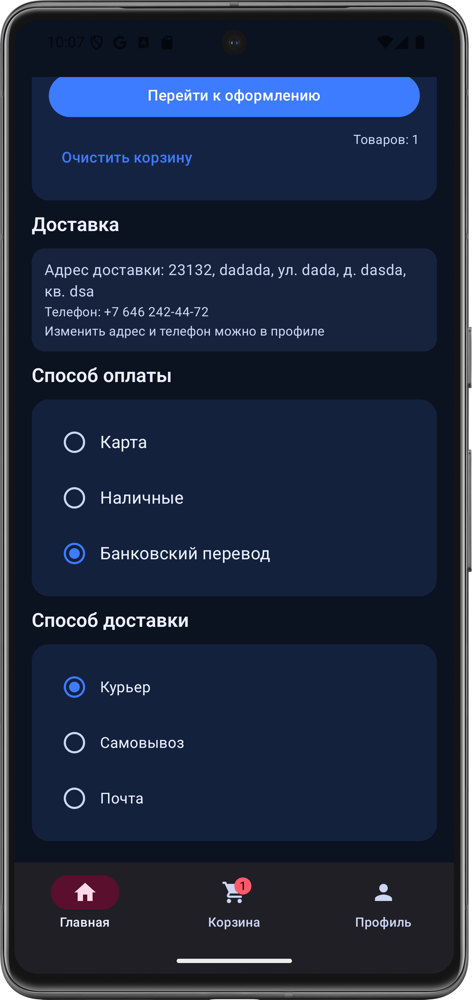 10:07
Перейти к оформлению
Товаров: 1
Очистить корзину
Доставка
Адрес доставки: 23132, dadada, ул. dada, д. dasda,
кв. dsa
Телефон: +7 646 242-44-72
Изменить адрес и телефон можно в профиле
Способ оплаты
Карта
Наличные
Банковский перевод
Способ доставки
Курьер
Самовывоз
Почта
1
Главная
Корзина
Профиль